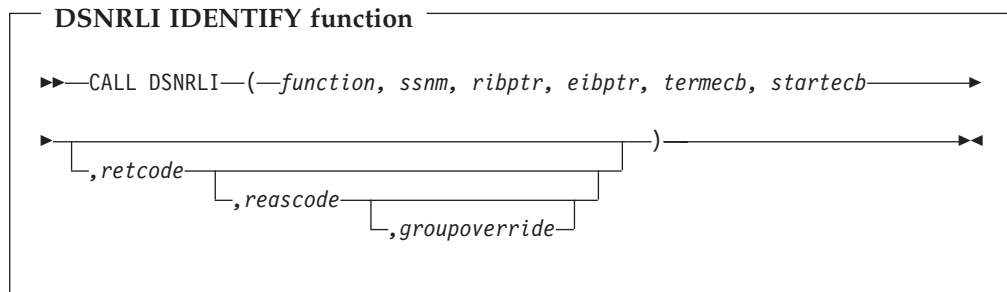 DSNRLI IDENTIFY function
CALL DSNRLI ( function, ssnm, ribptr, eibptr, termecb, startecb
)
,retcode
,reascode
,groupoverride